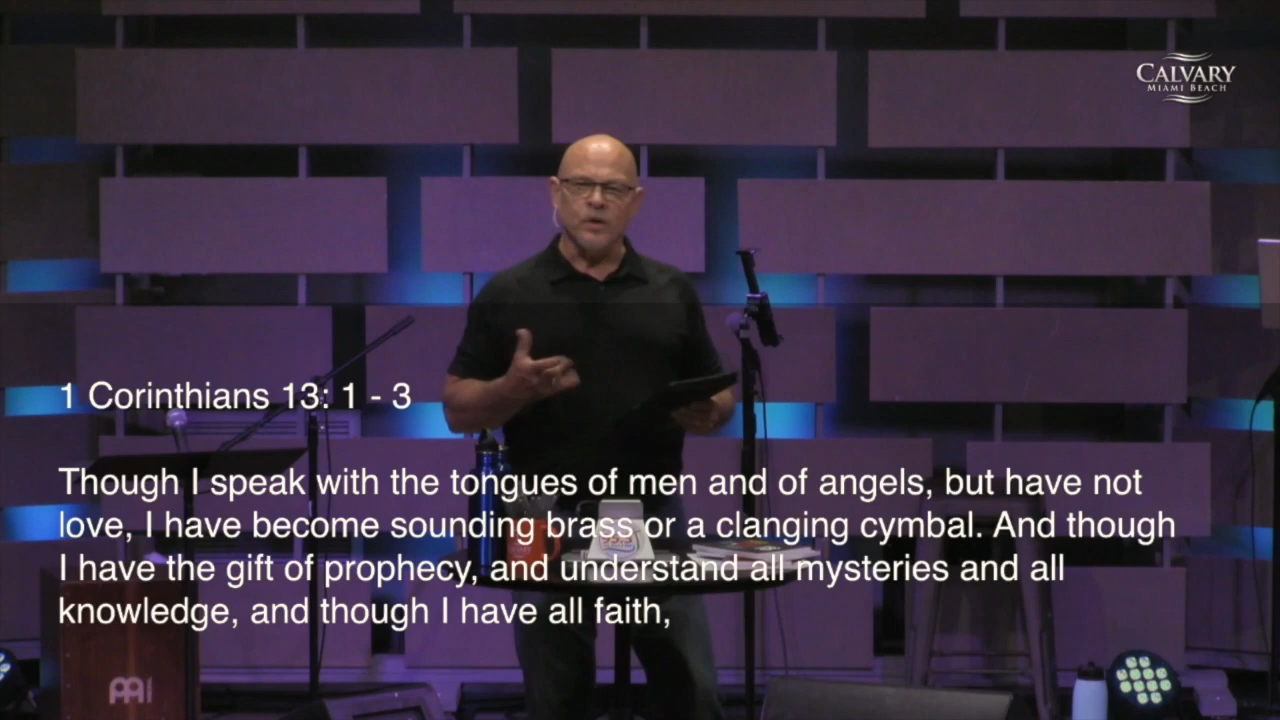 CALVARY
MIAMI BEACH
1 Corinthians 13: 1 - 3
Though I speak with the tongues of men and of angels, but have not
love, I have become sounding brass or a clanging cymbal. And though
I have the gift of prophecy, and understand all mysteries and all
knowledge, and though I have all faith,